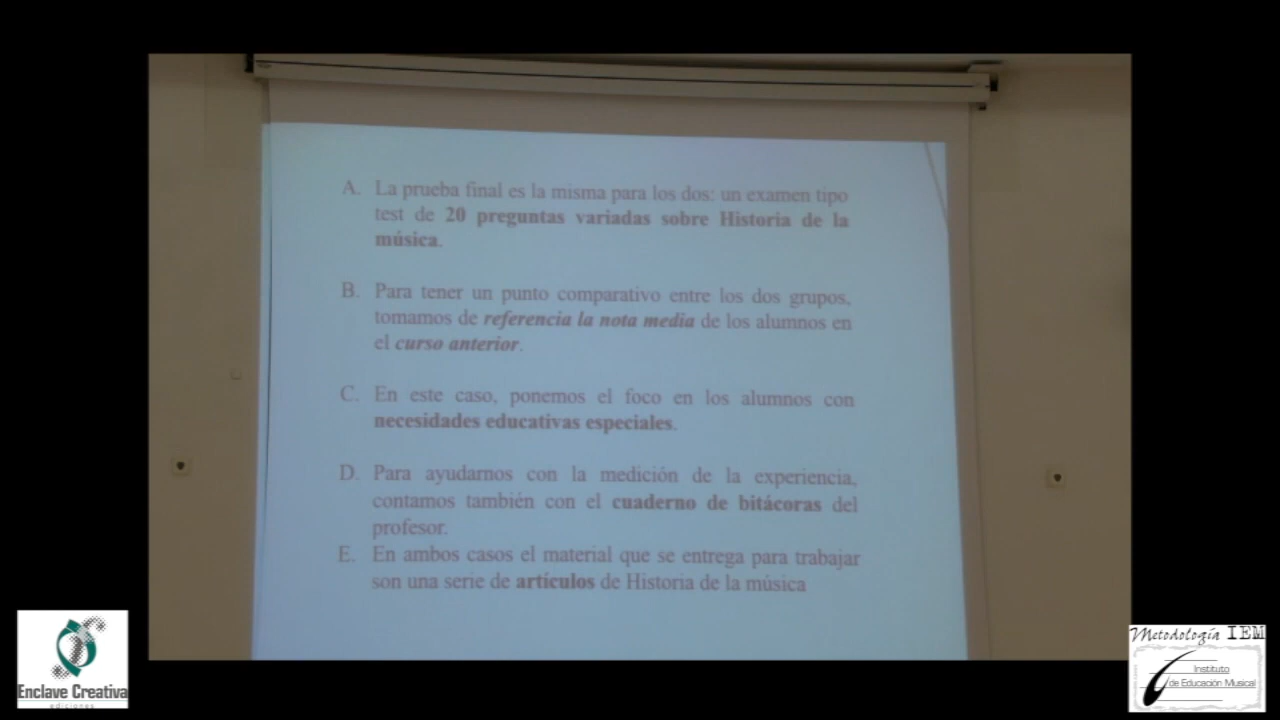 A. La prueba final es la misma para los dos: un examen tipo
test de 20 preguntas variadas sobre Historia de la
música.
B. Para tener un punto comparativo entre los dos grupos,
tomamos de referencia la nota media de los alumnos en
el curso anterior.
C. En este caso, ponemos el foco en los alumnos con
necesidades educativas especiales.
D. Para ayudarnos con la medición de la experiencia,
contamos también con el cuaderno de bitácoras del
profesor.
E. En ambos casos el material que se entrega para trabajar
son una serie de artículos de Historia de la música
Enclave Creativa
ediciones
Metodología IEM
Instituto
de Educación Musical